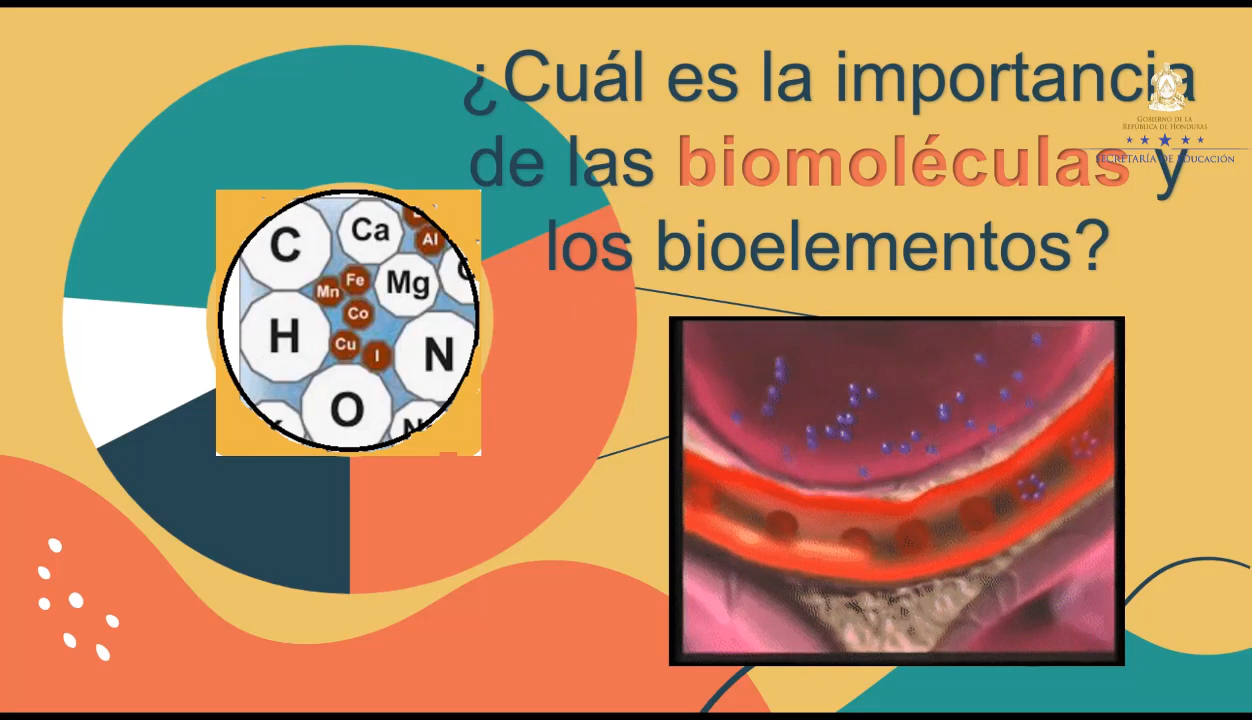 ¿Cuál es la importancia
de las biomoléculas y
los bioelementos?
GOBIERNO DE LA
REPÚBLICA DE HONDURAS
SECRETARÍA DE EDUCACIÓN
C
Ca
Al
Mg
Fe
Mn
Co
H
Cu
I
N
O